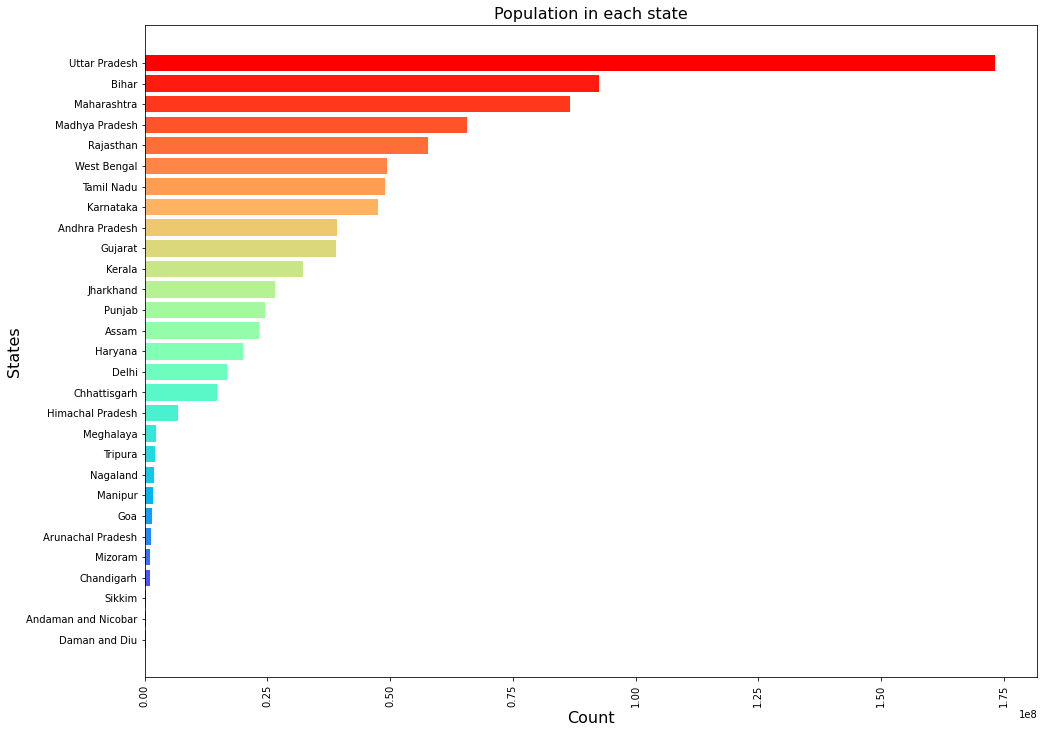 Population in each state
States
Uttar Pradesh
Bihar
Maharashtra
Madhya Pradesh
Rajasthan
West Bengal
Tamil Nadu
Karnataka
Andhra Pradesh
Gujarat
Kerala
Jharkhand
Punjab
Assam
Haryana
Delhi
Chhattisgarh
Himachal Pradesh
Meghalaya
Tripura
Nagaland
Manipur
Goa
Arunachal Pradesh
Mizoram
Chandigarh
Sikkim
Andaman and Nicobar
Daman and Diu
0.00 0.25 0.50 0.75 1.00 1.25 1.50 1.75
1e8
Count